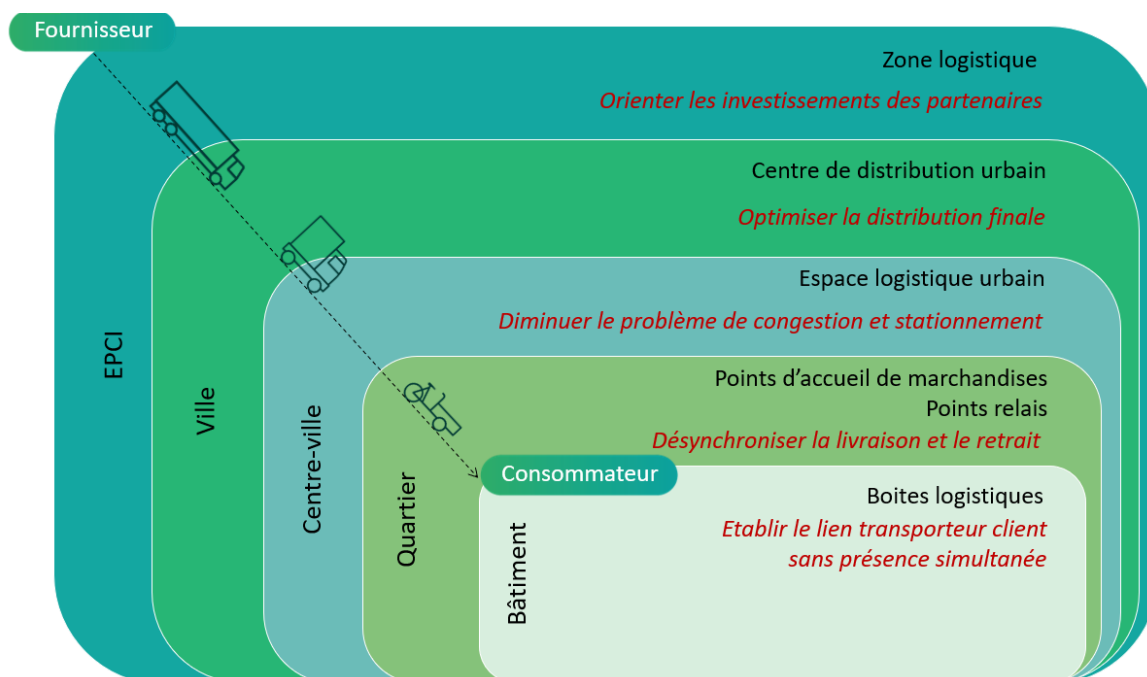 Fournisseur
Zone logistique
Orienter les investissements des partenaires
Centre de distribution urbain
Optimiser la distribution finale
Espace logistique urbain
Diminuer le problème de congestion et stationnement
Points d’accueil de marchandises
Points relais
Désynchroniser la livraison et le retrait
Consommateur
Boites logistiques
Etablir le lien transporteur client
sans présence simultanée
EPCI
Ville
Centre-ville
Quartier
Bâtiment